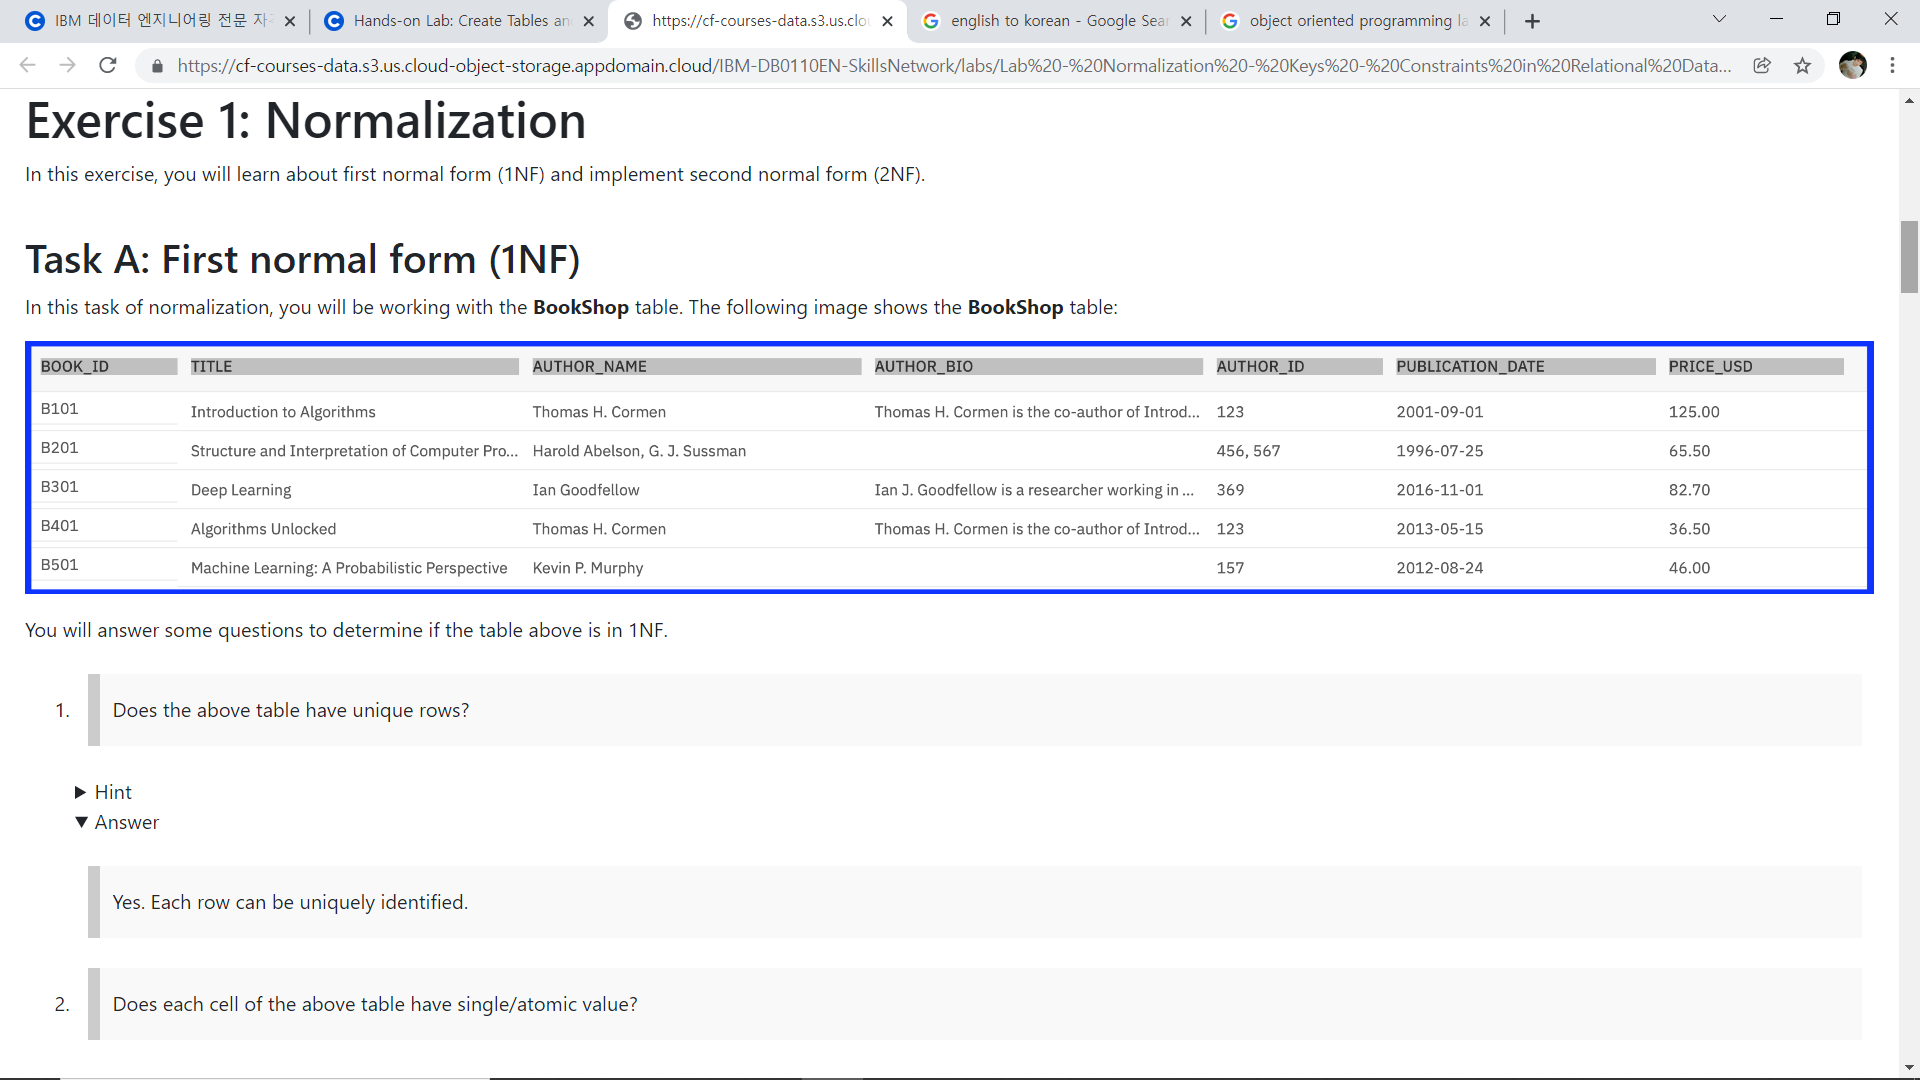 IBM 데이터 엔지니어링 전문 자
Hands-on Lab: Create Tables an
https://cf-courses-data.s3.us.clo
english to korean - Google Sear
object oriented programming la
https://cf-courses-data.s3.us.cloud-object-storage.appdomain.cloud/IBM-DB0110EN-SkillsNetwork/labs/Lab%20-%20Normalization%20-%20Keys%20-%20Constraints%20in%20Relational%20Data...
Exercise 1: Normalization
In this exercise, you will learn about first normal form (1NF) and implement second normal form (2NF).
Task A: First normal form (1NF)
In this task of normalization, you will be working with the BookShop table. The following image shows the BookShop table:
BOOK_ID TITLE AUTHOR_NAME AUTHOR_BIO AUTHOR_ID PUBLICATION_DATE PRICE_USD
B101 Introduction to Algorithms Thomas H. Cormen Thomas H. Cormen is the co-author of Introd... 123 2001-09-01 125.00
B201 Structure and Interpretation of Computer Pro... Harold Abelson, G. J. Sussman 456, 567 1996-07-25 65.50
B301 Deep Learning Ian Goodfellow Ian J. Goodfellow is a researcher working in ... 369 2016-11-01 82.70
B401 Algorithms Unlocked Thomas H. Cormen Thomas H. Cormen is the co-author of Introd... 123 2013-05-15 36.50
B501 Machine Learning: A Probabilistic Perspective Kevin P. Murphy 157 2012-08-24 46.00
You will answer some questions to determine if the table above is in 1NF.
1. Does the above table have unique rows?
▶ Hint
▼ Answer
Yes. Each row can be uniquely identified.
2. Does each cell of the above table have single/atomic value?